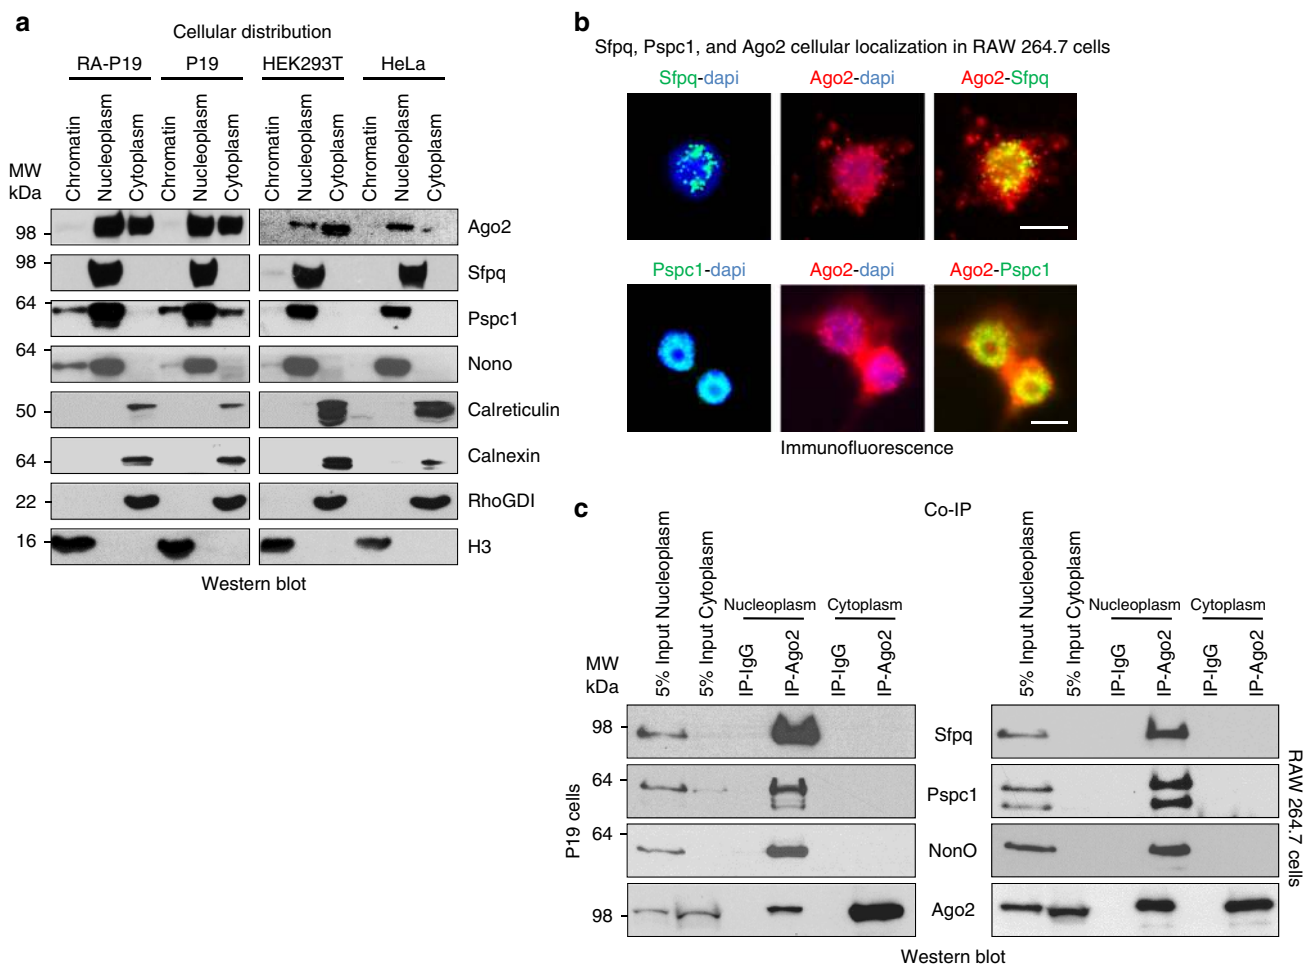 a
Cellular distribution
RA-P19 P19 HEK293T HeLa
MW
kDa
Chromatin Nucleoplasm Cytoplasm Chromatin Nucleoplasm Cytoplasm Chromatin Nucleoplasm Cytoplasm Chromatin Nucleoplasm Cytoplasm
98 Ago2
98 Sfpq
64 Pspc1
64 Nono
50 Calreticulin
64 Calnexin
22 RhoGDI
16 H3
Western blot
b
Sfpq, Pspc1, and Ago2 cellular localization in RAW 264.7 cells
Sfpq-dapi Ago2-dapi Ago2-Sfpq
Pspc1-dapi Ago2-dapi Ago2-Pspc1
Immunofluorescence
c
Co-IP
Nucleoplasm Cytoplasm Nucleoplasm Cytoplasm
MW
kDa
5% Input Nucleoplasm 5% Input Cytoplasm IP-IgG IP-Ago2 IP-IgG IP-Ago2 5% Input Nucleoplasm 5% Input Cytoplasm IP-IgG IP-Ago2 IP-IgG IP-Ago2
98 Sfpq
64 Pspc1
64 NonO
98 Ago2
P19 cells
RAW 264.7 cells
Western blot